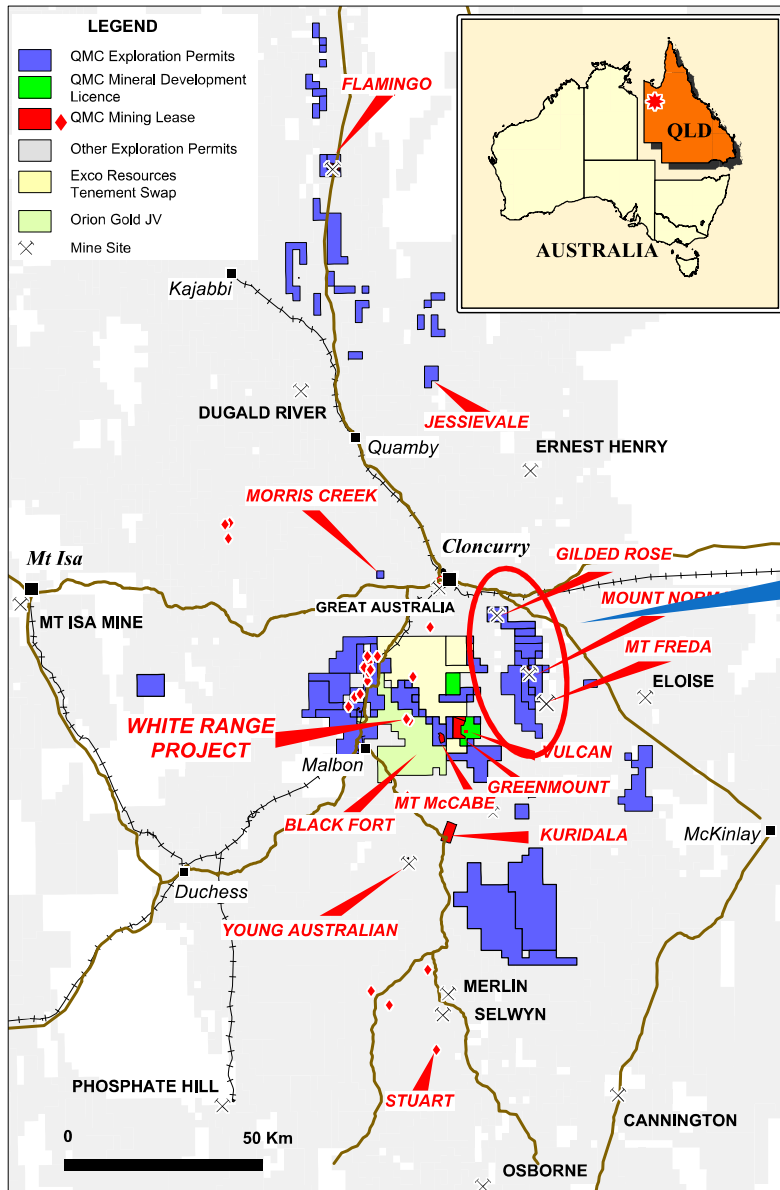 LEGEND
QMC Exploration Permits
QMC Mineral Development
Licence
QMC Mining Lease
Other Exploration Permits
Exco Resources
Tenement Swap
Orion Gold JV
Mine Site
QLD
AUSTRALIA
FLAMINGO
Kajabbi
DUGALD RIVER
JESSIEVALE
Quamby
ERNEST HENRY
MORRIS CREEK
Mt Isa
Cloncurry
GILDED ROSE
MT ISA MINE
GREAT AUSTRALIA
MOUNT NORM
MT FREDA
ELOISE
WHITE RANGE
PROJECT
Malbon
VULCAN
GREENMOUNT
MT McCABE
BLACK FORT
KURIDALA
McKinlay
Duchess
YOUNG AUSTRALIAN
MERLIN
SELWYN
PHOSPHATE HILL
STUART
CANNINGTON
0 50 Km
OSBORNE